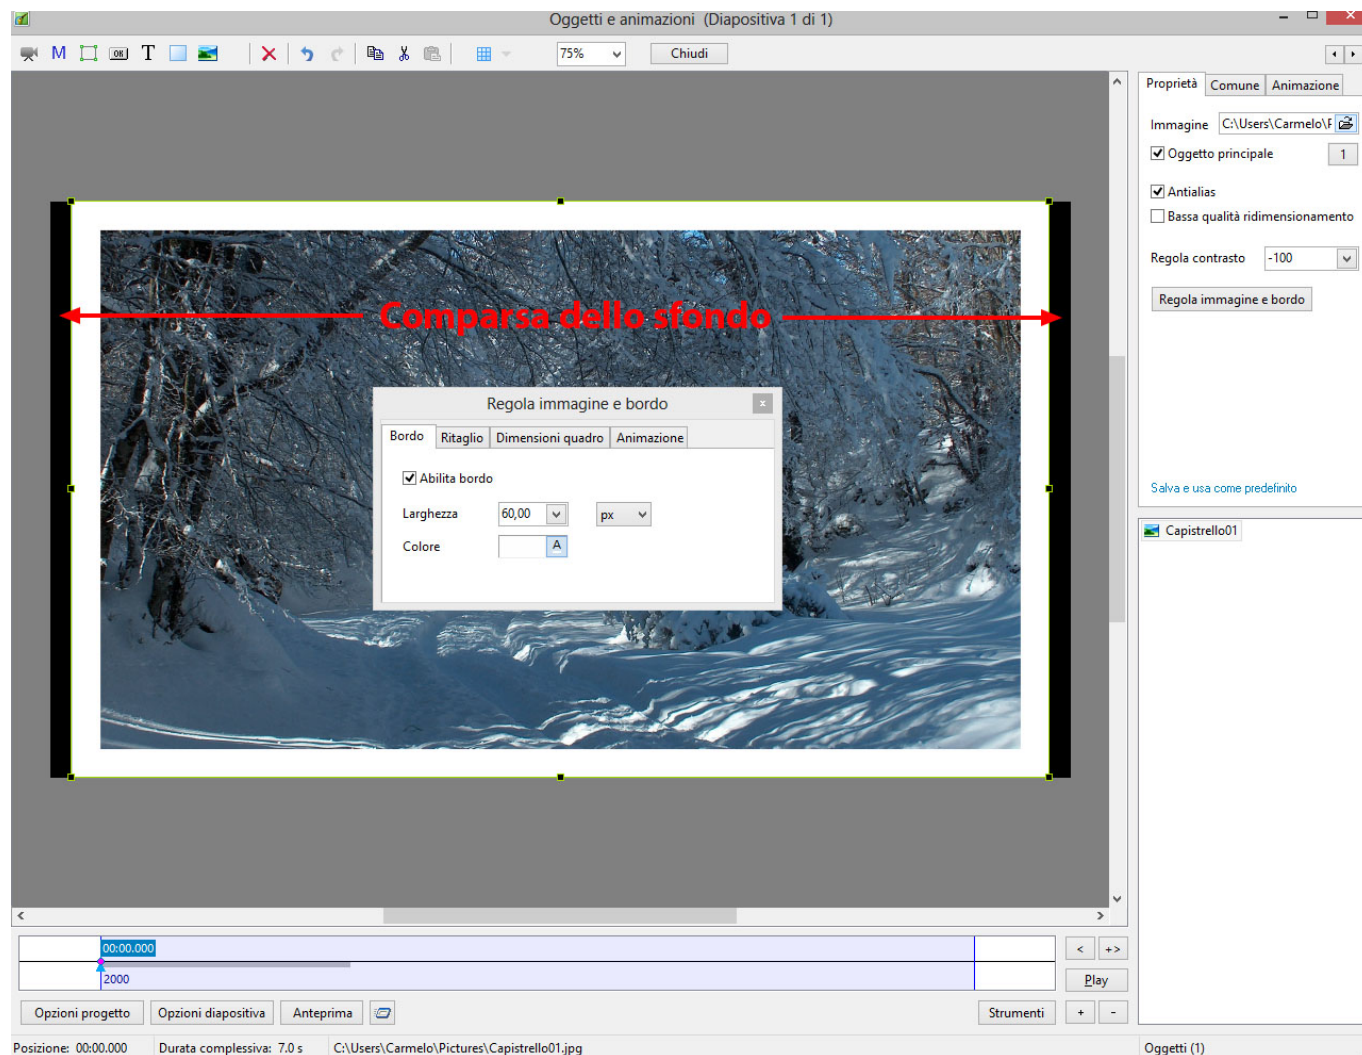 Oggetti e animazioni (Diapositiva 1 di 1)
M OK T 75% Chiudi
Proprietà Comune Animazione
Immagine C:\Users\Carmelo\F
Oggetto principale 1
Antialias
Bassa qualità ridimensionamento
Regola contrasto -100
Regola immagine e bordo
Salva e usa come predefinito
Capistrello01
Comparsa dello sfondo
Regola immagine e bordo x
Bordo Ritaglio Dimensioni quadro Animazione
Abilita bordo
Larghezza 60,00 px
Colore A
00:00.000 < +>
2000 Play
Opzioni progetto Opzioni diapositiva Anteprima Strumenti + -
Posizione: 00:00.000 Durata complessiva: 7.0 s C:\Users\Carmelo\Pictures\Capistrello01.jpg Oggetti (1)